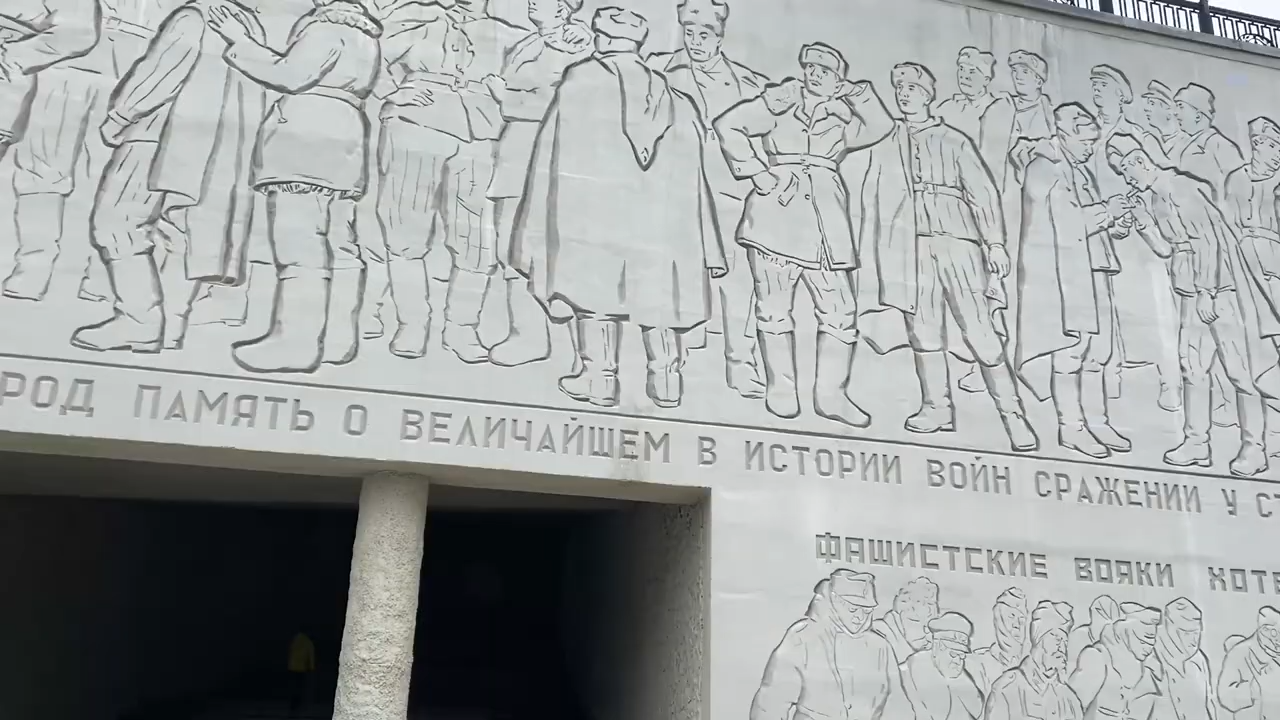 РОД ПАМЯТЬ О ВЕЛИЧАЙШЕМ В ИСТОРИИ ВОЙН СРАЖЕНИИ У СТ
ФАШИСТСКИЕ ВОЯКИ ХОТЕ